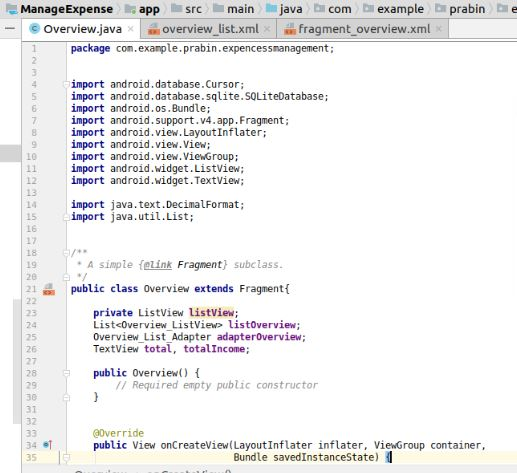 ManageExpense app src main java com example prabin e
Overview.java × overview_list.xml × fragment_overview.xml ×
1 package com.example.prabin.expencessmanagement;
2
3
4 import android.database.Cursor;
5 import android.database.sqlite.SQLiteDatabase;
6 import android.os.Bundle;
7 import android.support.v4.app.Fragment;
8 import android.view.LayoutInflater;
9 import android.view.View;
10 import android.view.ViewGroup;
11 import android.widget.ListView;
12 import android.widget.TextView;
13
14 import java.text.DecimalFormat;
15 import java.util.List;
16
17
18 /**
19 * A simple {@link Fragment} subclass.
20 */
21 public class Overview extends Fragment{
22
23 private ListView listView;
24 List<Overview_ListView> listOverview;
25 Overview_List_Adapter adapterOverview;
26 TextView total, totalIncome;
27
28 public Overview() {
29 // Required empty public constructor
30 }
31
32
33 @Override
34 public View onCreateView(LayoutInflater inflater, ViewGroup container,
35 Bundle savedInstanceState) {
Overview onCreateView()